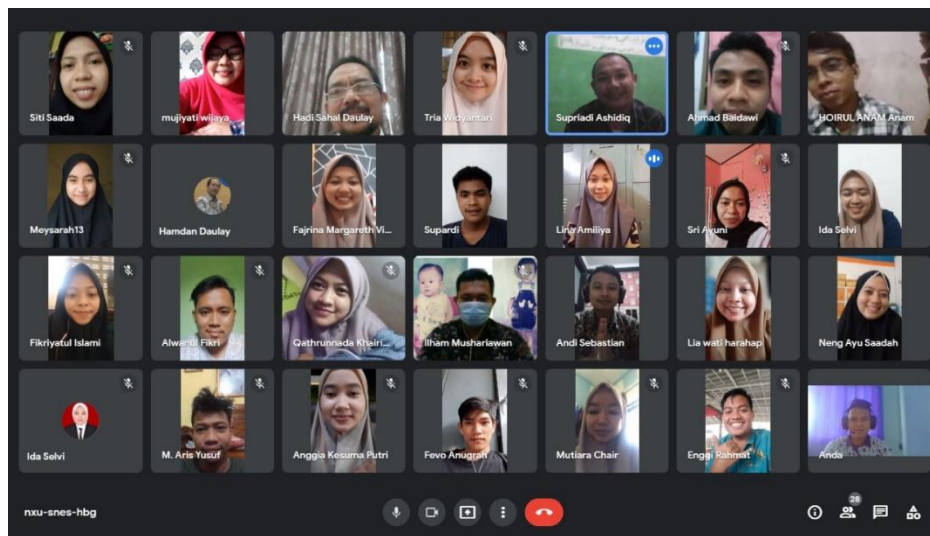 Siti Saada
mujiyati wijaya
Hadi Sahal Daulay
Tria Widyantari
Supriadi Ashidiq
Ahmad Baidawi
HOIRUL ANAM Anam
Meysarah13
Hamdan Daulay
Fajrina Margareth Vi...
Supardi
Lina Amiliya
Sri Ayuni
Ida Selvi
Fikriyatul Islami
Alwanul Fikri
Qathrunnada Khairi...
Ilham Mushariawan
Andi Sebastian
Lia wati harahap
Neng Ayu Saadah
Ida Selvi
M. Aris Yusuf
Anggia Kesuma Putri
Fevo Anugrah
Mutiara Chair
Enggi Rahmat
Anda
nxu-snes-hbg
28